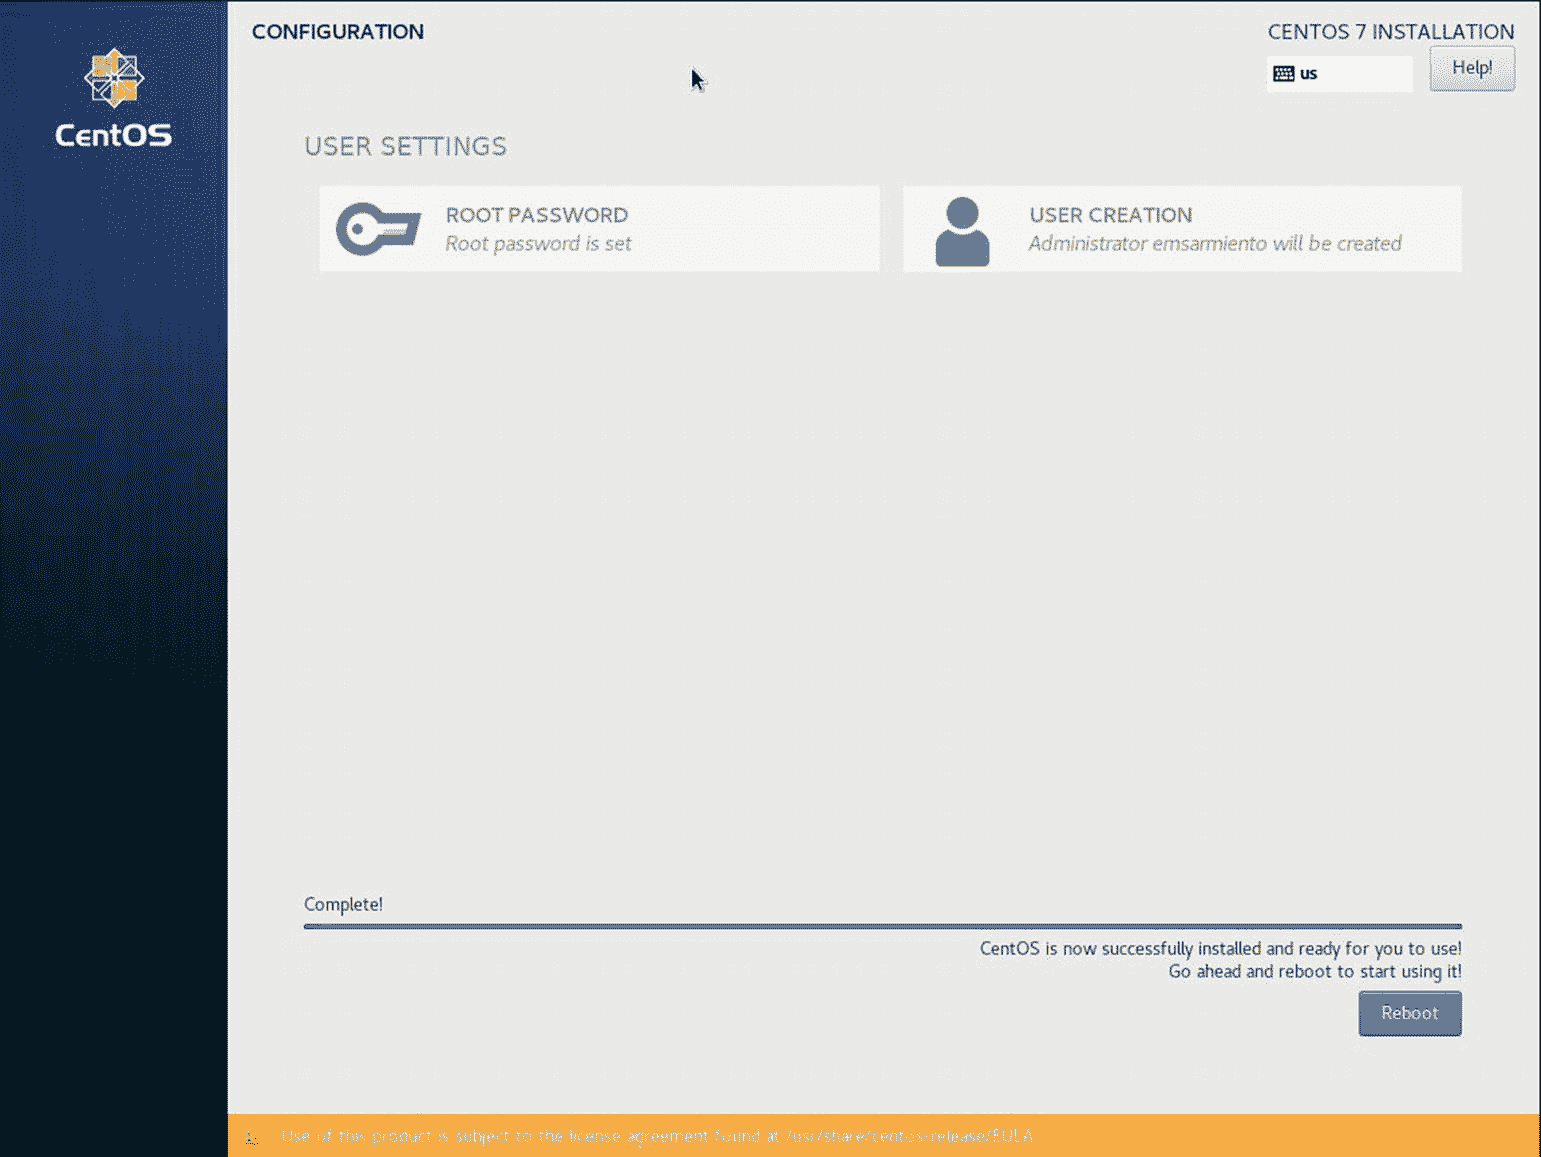 CONFIGURATION
CENTOS 7 INSTALLATION
us
Help!
CentOS
USER SETTINGS
ROOT PASSWORD
Root password is set
USER CREATION
Administrator emsarmiento will be created
Complete!
CentOS is now successfully installed and ready for you to use!
Go ahead and reboot to start using it!
Reboot
Use of this product is subject to the license agreement found at /usr/share/centos-release/EULA